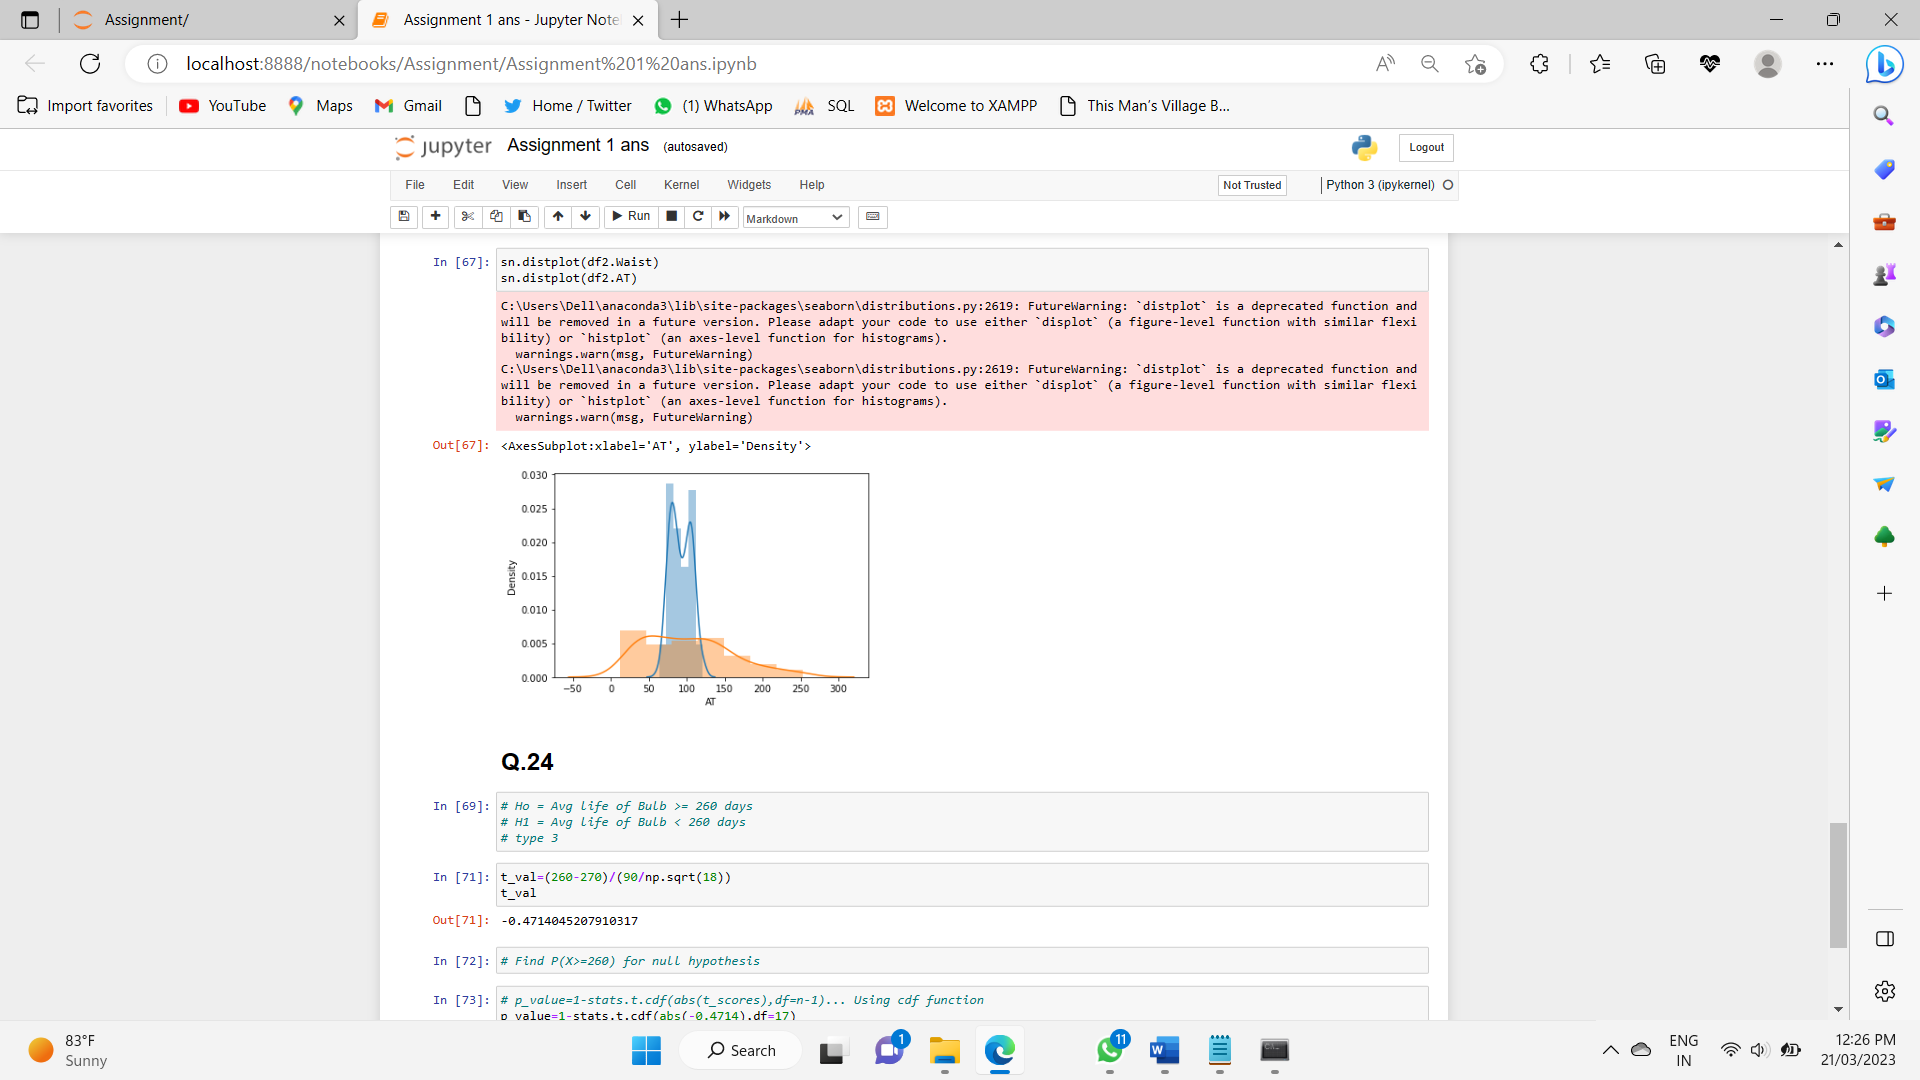 Assignment/
Assignment 1 ans - Jupyter Note
localhost:8888/notebooks/Assignment/Assignment%201%20ans.ipynb
Import favorites
YouTube
Maps
Gmail
Home / Twitter
(1) WhatsApp
SQL
Welcome to XAMPP
This Man's Village B...
jupyter Assignment 1 ans (autosaved)
Logout
File Edit View Insert Cell Kernel Widgets Help
Not Trusted
Python 3 (ipykernel)
Run
Markdown
In [67]: sn.distplot(df2.Waist)
sn.distplot(df2.AT)
C:\Users\Dell\anaconda3\lib\site-packages\seaborn\distributions.py:2619: FutureWarning: `distplot` is a deprecated function and
will be removed in a future version. Please adapt your code to use either `displot` (a figure-level function with similar flexi
bility) or `histplot` (an axes-level function for histograms).
warnings.warn(msg, FutureWarning)
C:\Users\Dell\anaconda3\lib\site-packages\seaborn\distributions.py:2619: FutureWarning: `distplot` is a deprecated function and
will be removed in a future version. Please adapt your code to use either `displot` (a figure-level function with similar flexi
bility) or `histplot` (an axes-level function for histograms).
warnings.warn(msg, FutureWarning)
Out[67]: <AxesSubplot:xlabel='AT', ylabel='Density'>
0.030
0.025
0.020
0.015
0.010
0.005
0.000
Density
−50 0 50 100 150 200 250 300
AT
Q.24
In [69]: # Ho = Avg life of Bulb >= 260 days
# H1 = Avg life of Bulb < 260 days
# type 3
In [71]: t_val=(260-270)/(90/np.sqrt(18))
t_val
Out[71]: -0.4714045207910317
In [72]: # Find P(X>=260) for null hypothesis
In [73]: # p_value=1-stats.t.cdf(abs(t_scores),df=n-1)... Using cdf function
p_value=1-stats.t.cdf(abs(-0.4714),df=17)
83°F
Sunny
Search
1
11
ENG
IN
12:26 PM
21/03/2023